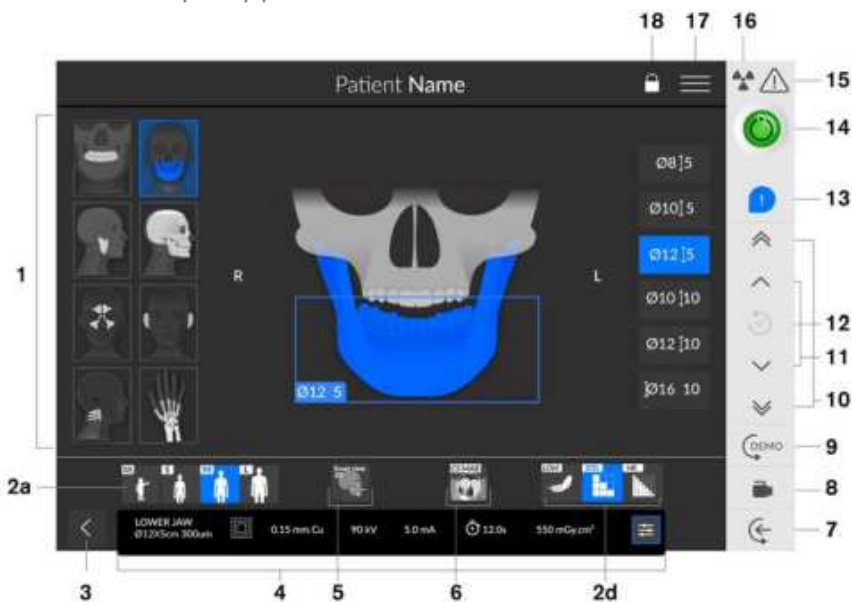 18 17 16
Patient Name
15
14
Ø8 5
13
Ø10 5
1
R
L
Ø12 5
Ø10 10
12
Ø12 10
11
Ø12 5
Ø16 10
10
DEMO
9
2a
S
M
L
LOW
STD
HR
8
LOWER JAW
Ø12X5cm 300um
0.15 mm Cu
90 kV
5.0 mA
12.0s
550 mGy.cm²
7
3 4 5 6 2d